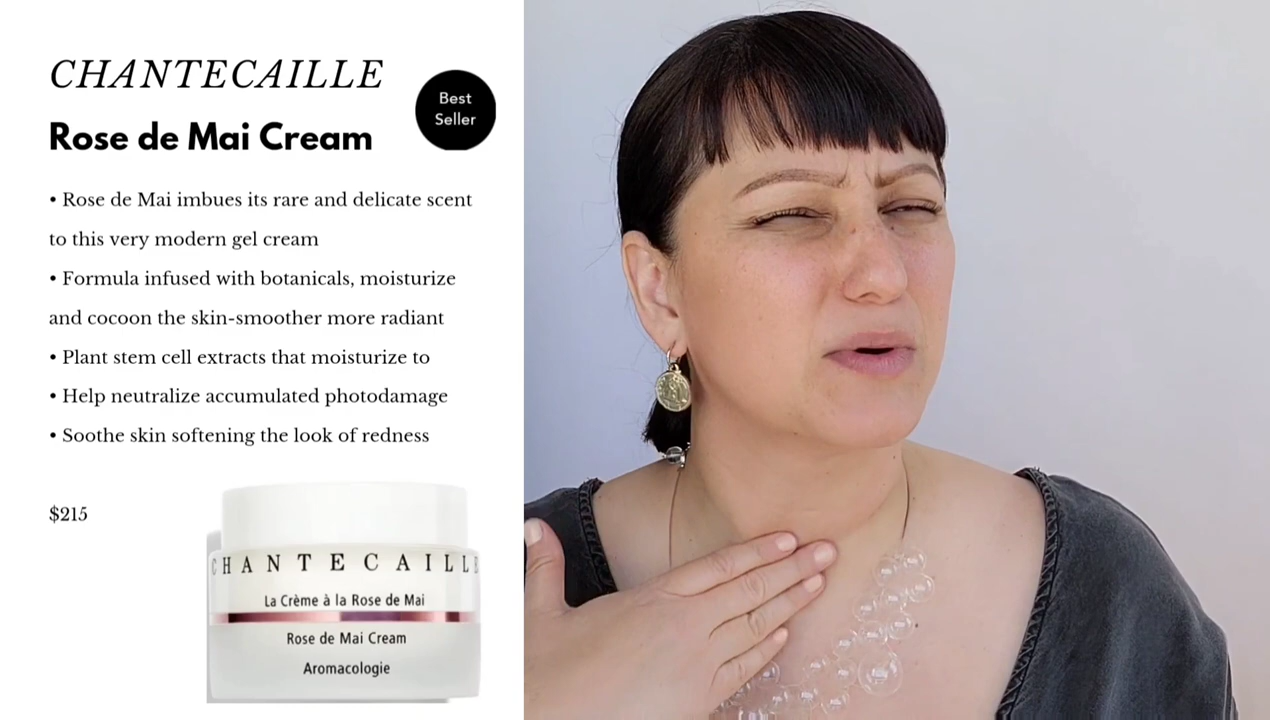 CHANTECAILLE
Rose de Mai Cream
Best
Seller
• Rose de Mai imbues its rare and delicate scent
to this very modern gel cream
• Formula infused with botanicals, moisturize
and cocoon the skin-smoother more radiant
• Plant stem cell extracts that moisturize to
• Help neutralize accumulated photodamage
• Soothe skin softening the look of redness
$215
CHANTECAILLE
La Crème à la Rose de Mai
Rose de Mai Cream
Aromacologie